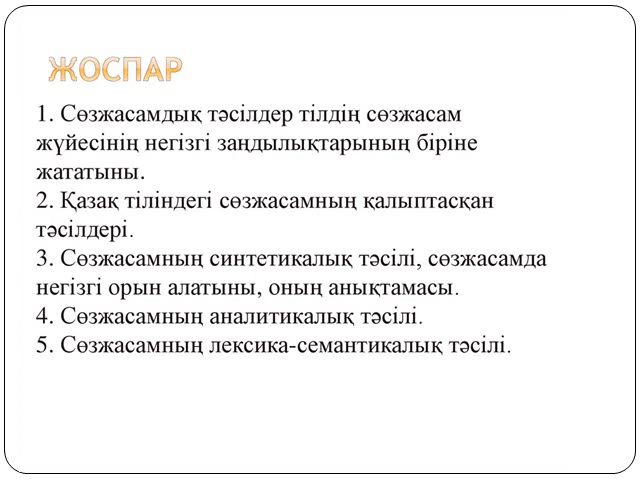 ЖОСПАР
1. Сөзжасамдық тәсілдер тілдің сөзжасам
жүйесінің негізгі заңдылықтарының біріне
жататыны.
2. Қазақ тіліндегі сөзжасамның қалыптасқан
тәсілдері.
3. Сөзжасамның синтетикалық тәсілі, сөзжасамда
негізгі орын алатыны, оның анықтамасы.
4. Сөзжасамның аналитикалық тәсілі.
5. Сөзжасамның лексика-семантикалық тәсілі.